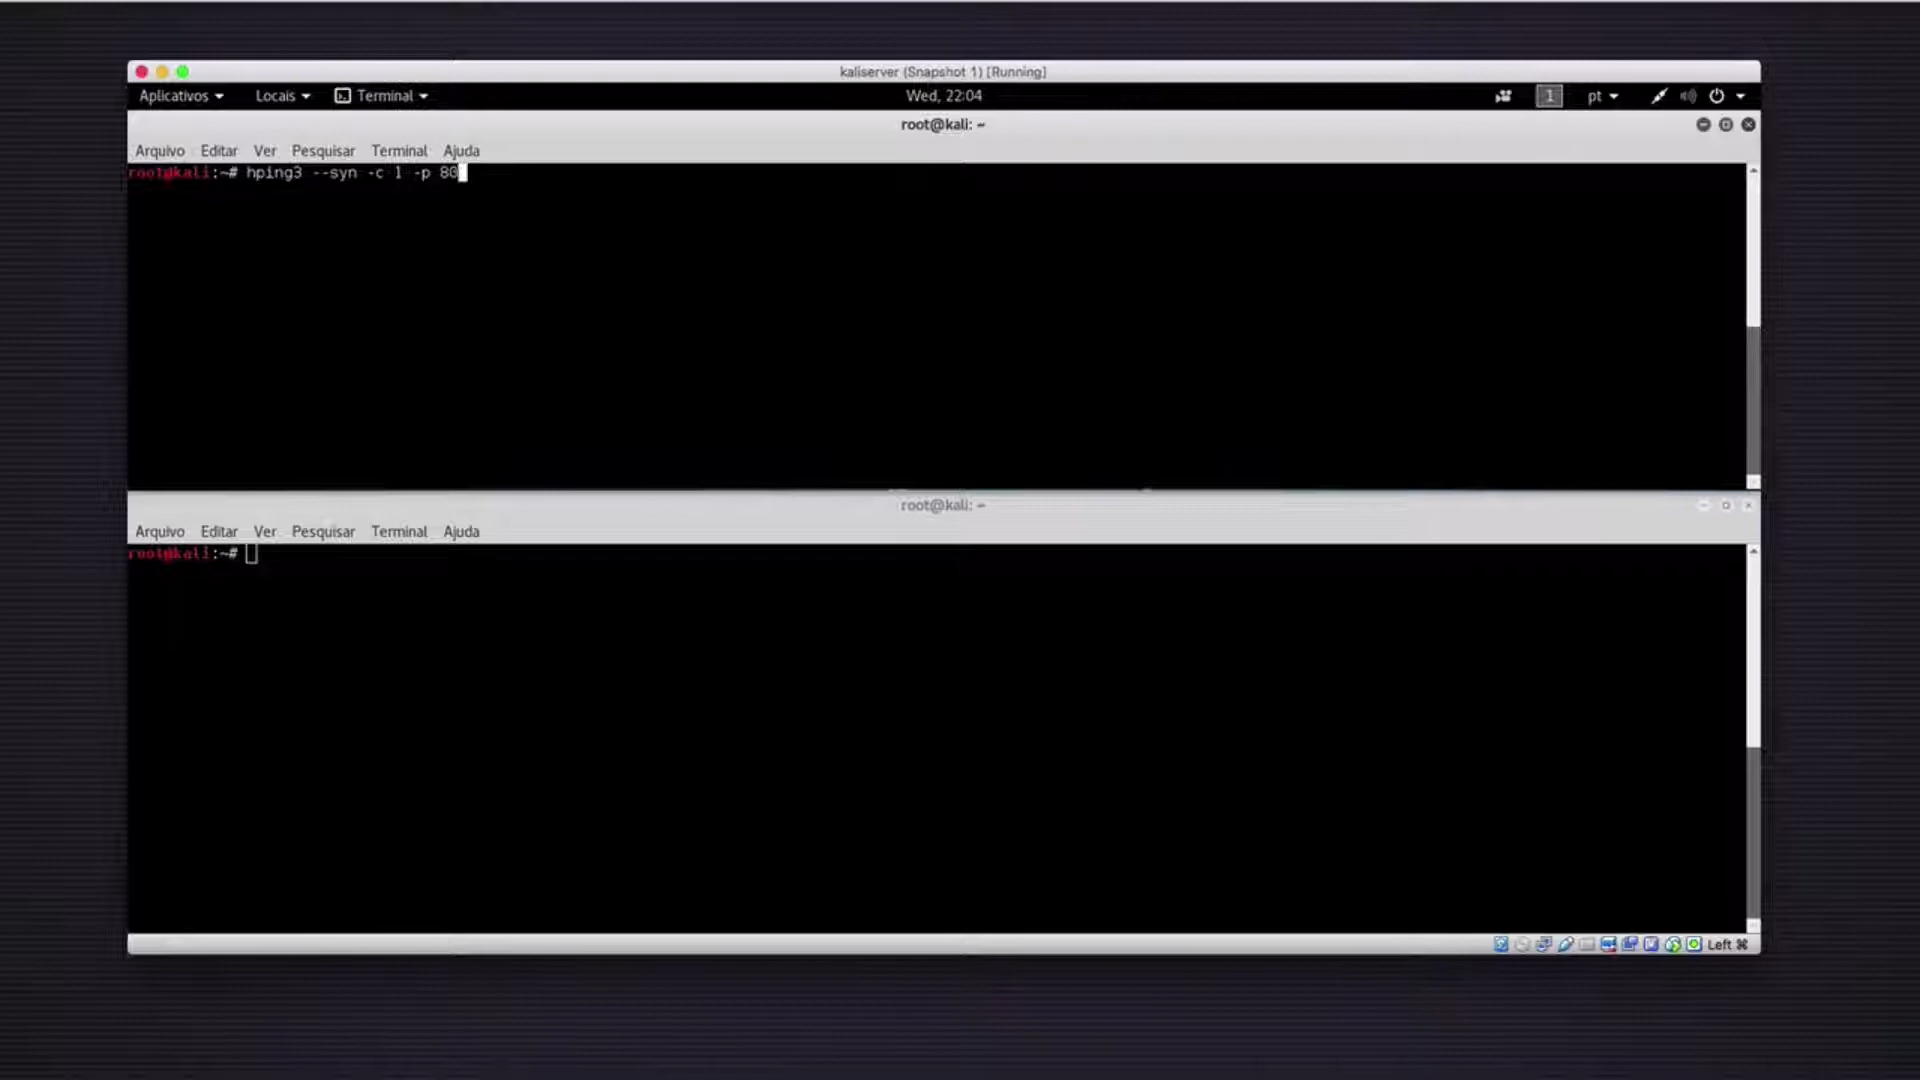 kaliserver (Snapshot 1) [Running]
Aplicativos Locais Terminal Wed, 22:04 1 pt
root@kali: ~
Arquivo Editar Ver Pesquisar Terminal Ajuda
root@kali:~# hping3 --syn -c 1 -p 80
root@kali: ~
Arquivo Editar Ver Pesquisar Terminal Ajuda
root@kali:~#
Left ⌘